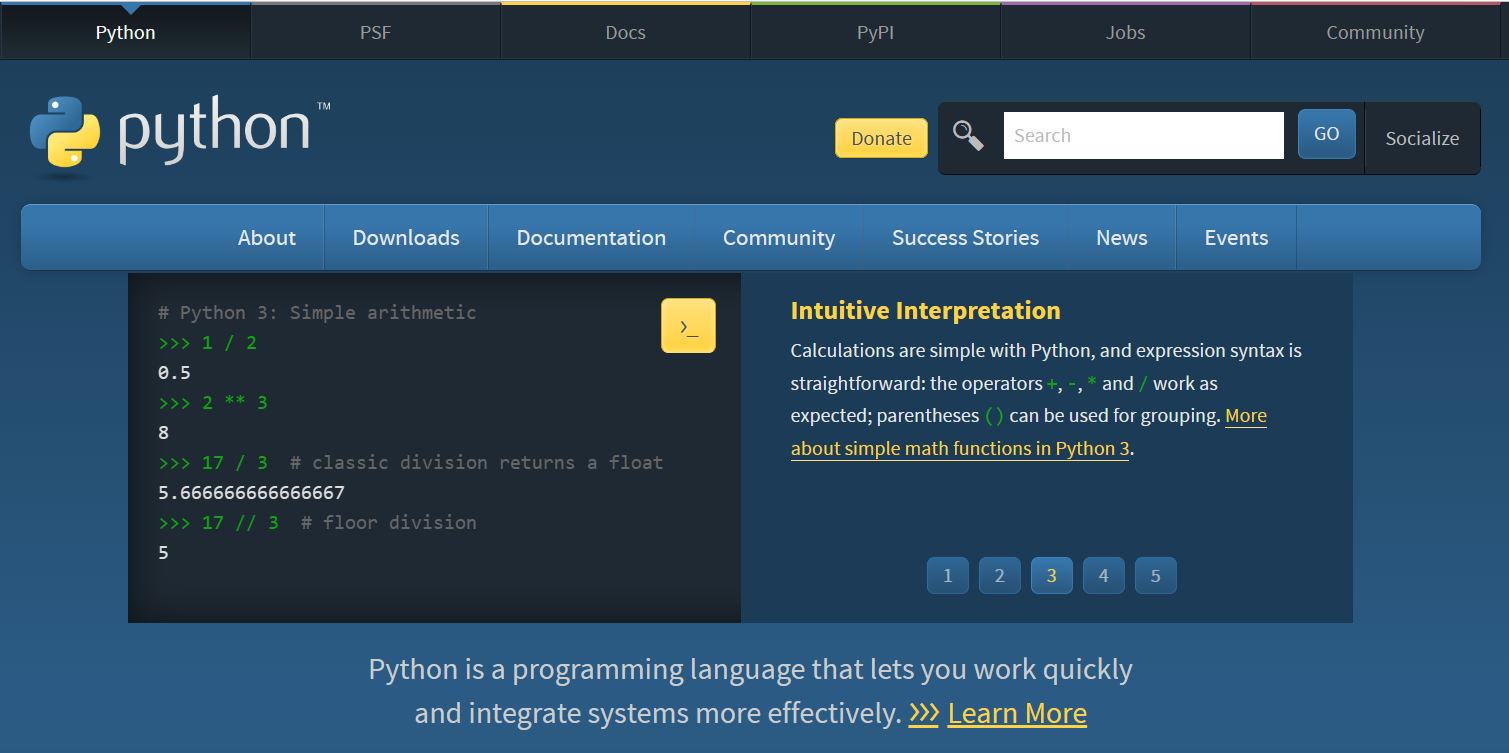 Python PSF Docs PyPI Jobs Community
python™
Donate Search GO Socialize
About Downloads Documentation Community Success Stories News Events
# Python 3: Simple arithmetic
>>> 1 / 2
0.5
>>> 2 ** 3
8
>>> 17 / 3  # classic division returns a float
5.666666666666667
>>> 17 // 3  # floor division
5
>_
Intuitive Interpretation
Calculations are simple with Python, and expression syntax is
straightforward: the operators +, -, * and / work as
expected; parentheses () can be used for grouping. More
about simple math functions in Python 3.
1 2 3 4 5
Python is a programming language that lets you work quickly
and integrate systems more effectively. >>> Learn More